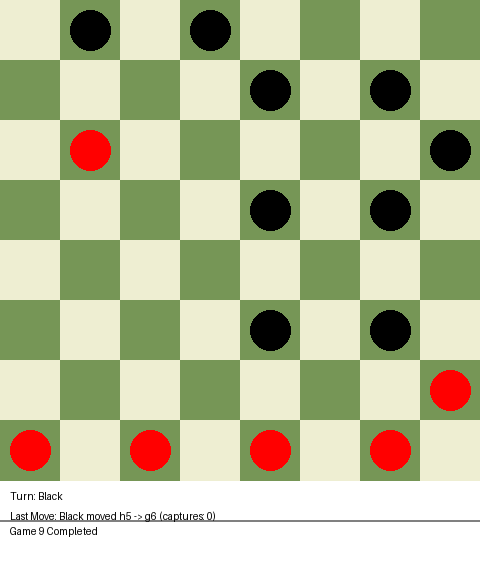 Turn: Black
Last Move: Black moved h5 -> g6 (captures: 0)
Game 9 Completed